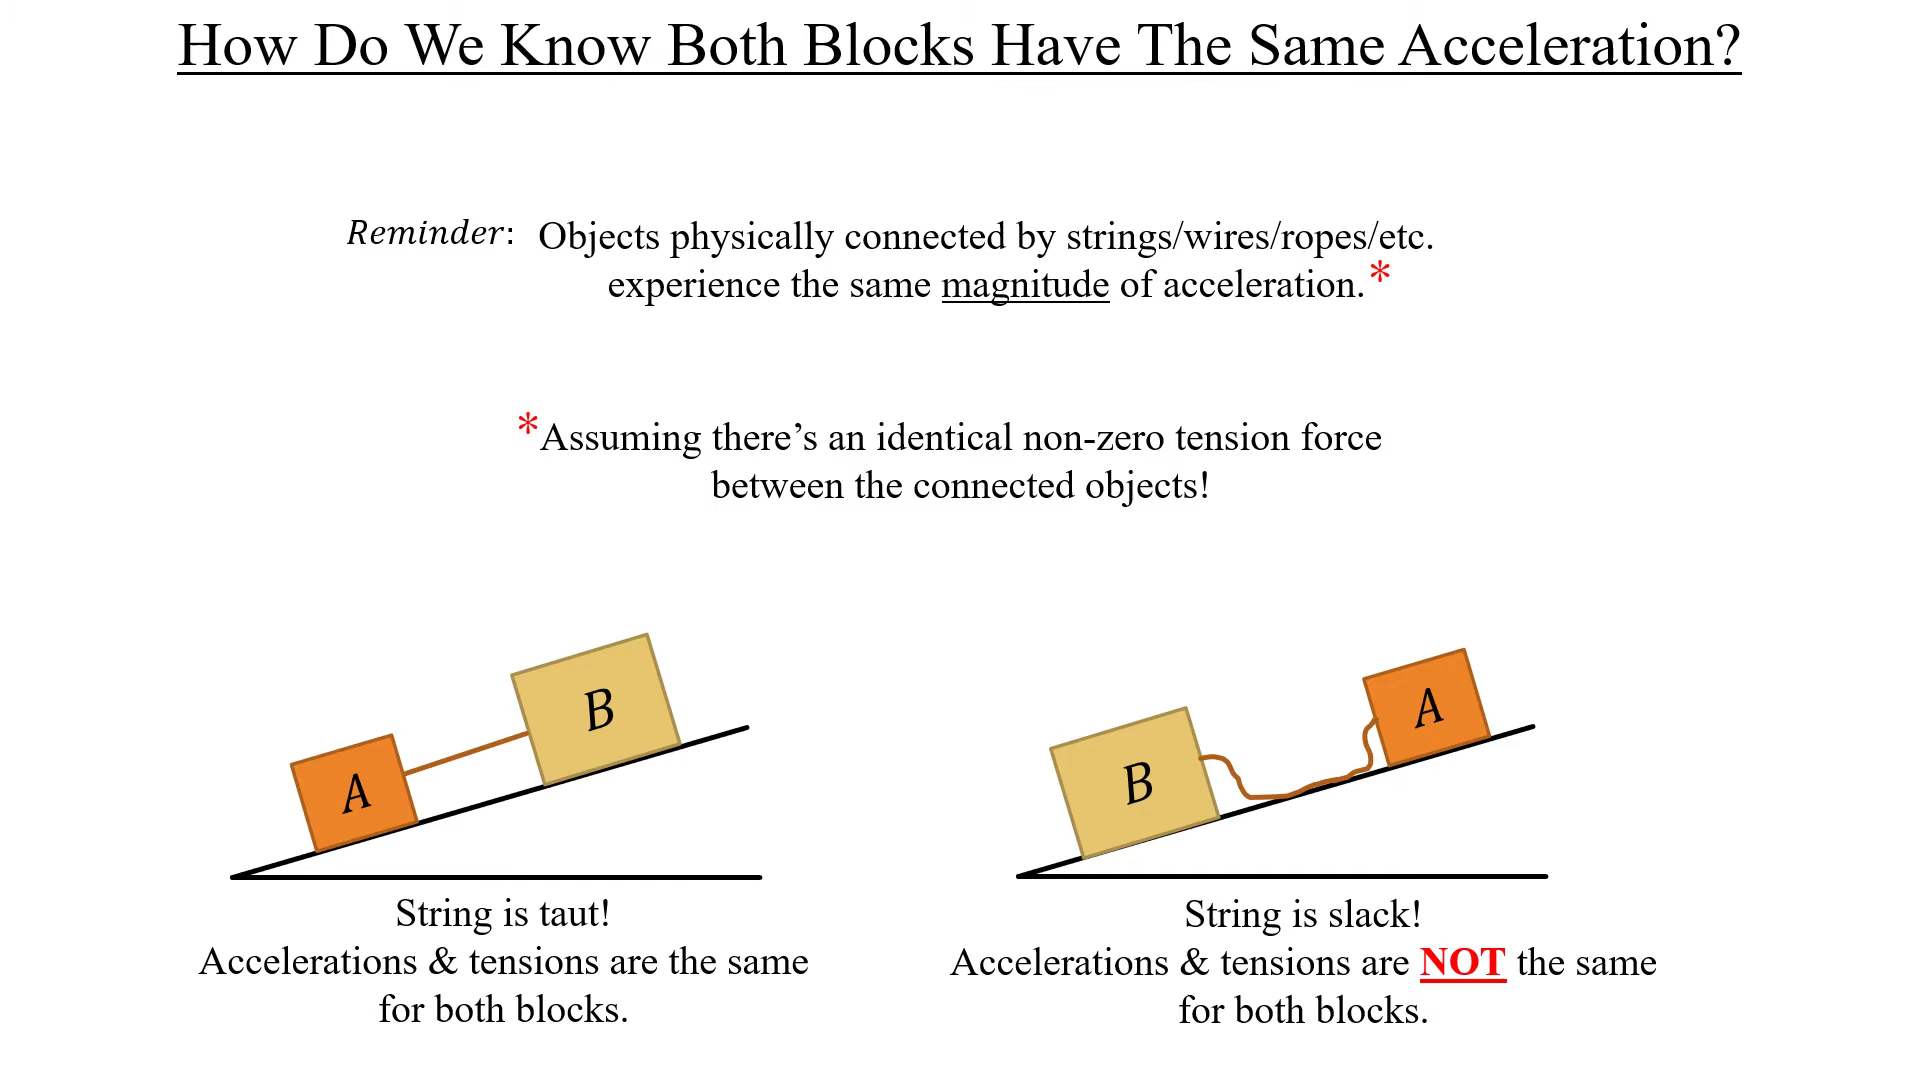 How Do We Know Both Blocks Have The Same Acceleration?
Reminder: Objects physically connected by strings/wires/ropes/etc.
experience the same magnitude of acceleration.*
*Assuming there’s an identical non-zero tension force
between the connected objects!
A
B
B
A
String is taut!
Accelerations & tensions are the same
for both blocks.
String is slack!
Accelerations & tensions are NOT the same
for both blocks.